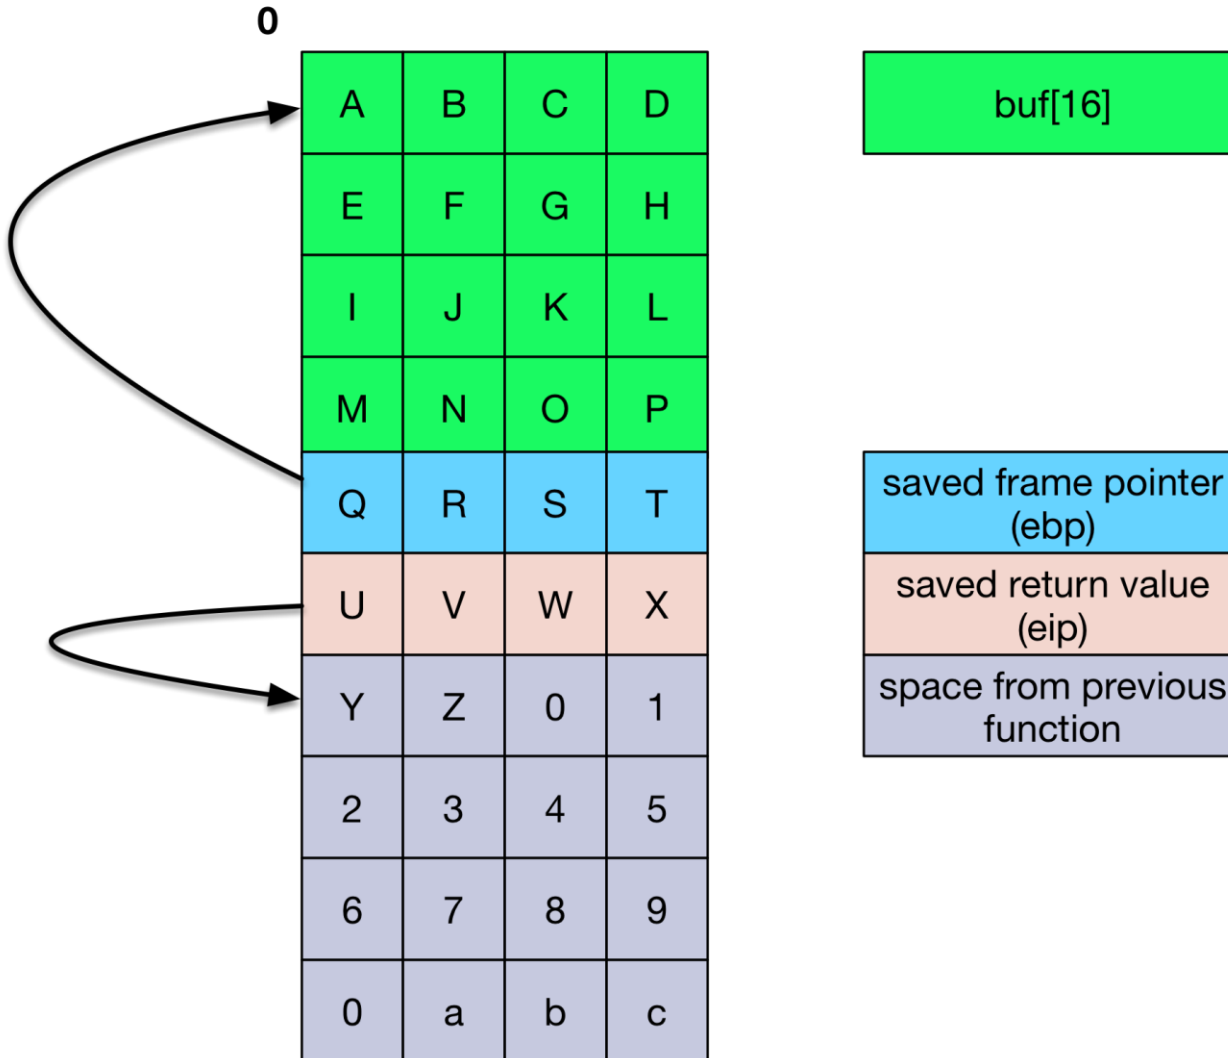 0
A B C D
buf[16]
E F G H
I J K L
M N O P
Q R S T
saved frame pointer
(ebp)
U V W X
saved return value
(eip)
Y Z 0 1
space from previous
function
2 3 4 5
6 7 8 9
0 a b c